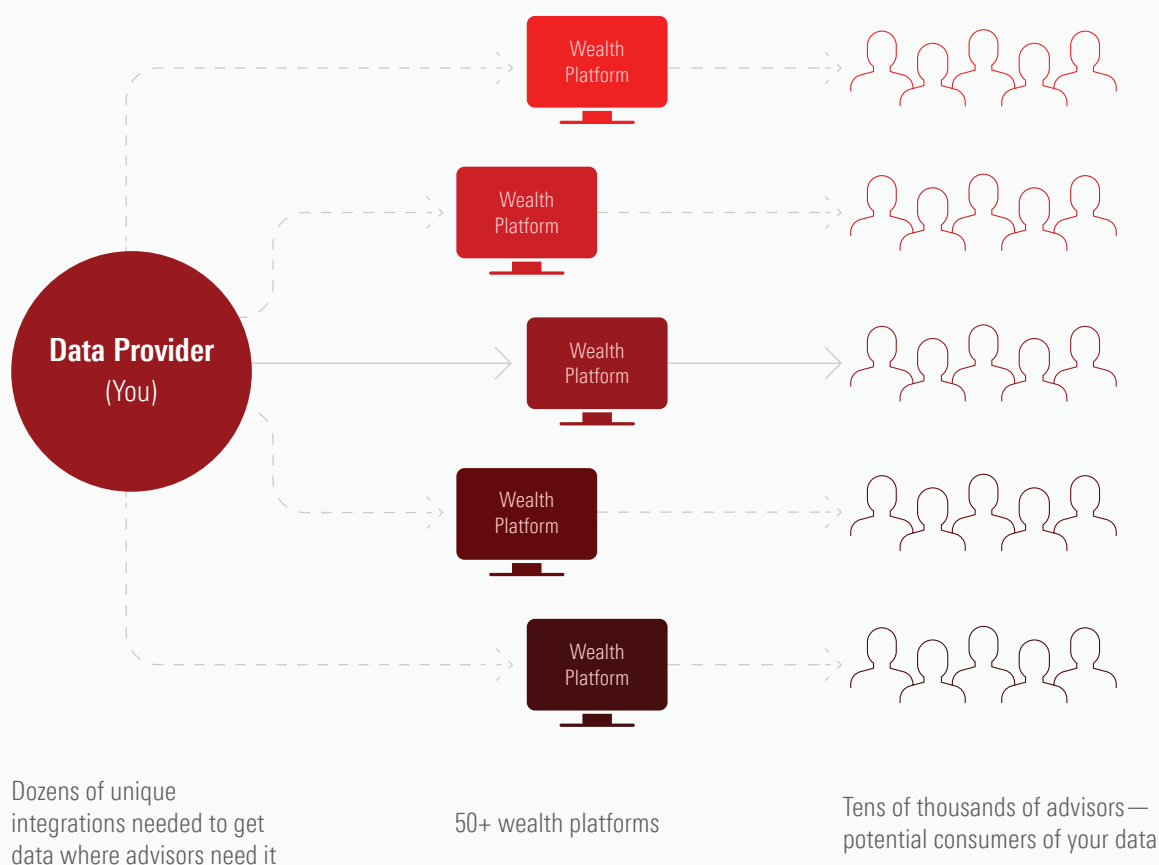 Wealth
Platform
Wealth
Platform
Data Provider
(You)
Wealth
Platform
Wealth
Platform
Wealth
Platform
Dozens of unique
integrations needed to get
data where advisors need it
50+ wealth platforms
Tens of thousands of advisors—
potential consumers of your data